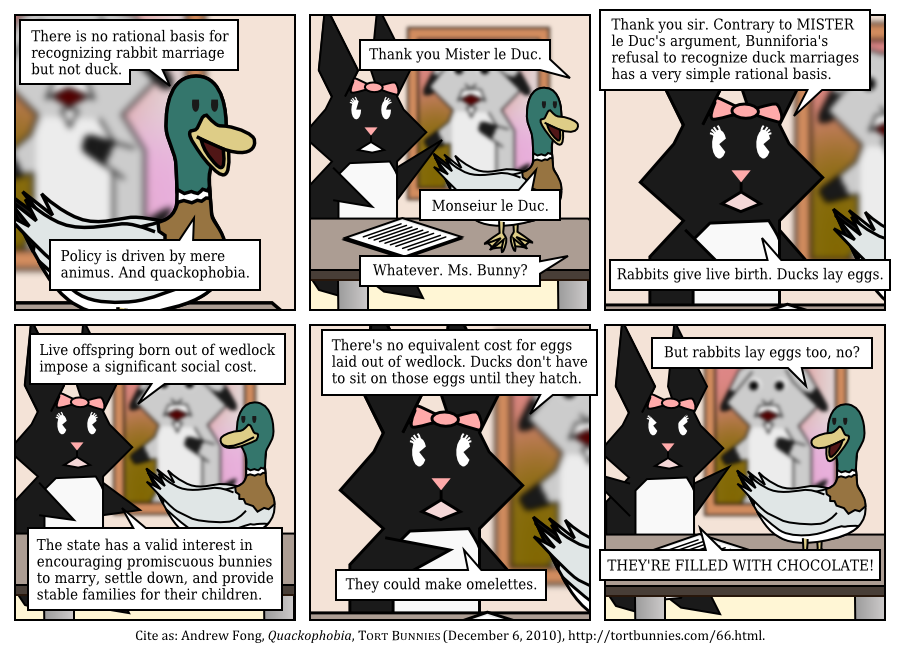 There is no rational basis for
recognizing rabbit marriage
but not duck.
Policy is driven by mere
animus. And quackophobia.
Thank you Mister le Duc.
Monseiur le Duc.
Whatever. Ms. Bunny?
Thank you sir. Contrary to MISTER
le Duc's argument, Bunniforia's
refusal to recognize duck marriages
has a very simple rational basis.
Rabbits give live birth. Ducks lay eggs.
Live offspring born out of wedlock
impose a significant social cost.
The state has a valid interest in
encouraging promiscuous bunnies
to marry, settle down, and provide
stable families for their children.
There's no equivalent cost for eggs
laid out of wedlock. Ducks don't have
to sit on those eggs until they hatch.
They could make omelettes.
But rabbits lay eggs too, no?
THEY'RE FILLED WITH CHOCOLATE!
Cite as: Andrew Fong, Quackophobia, TORT BUNNIES (December 6, 2010), http://tortbunnies.com/66.html.